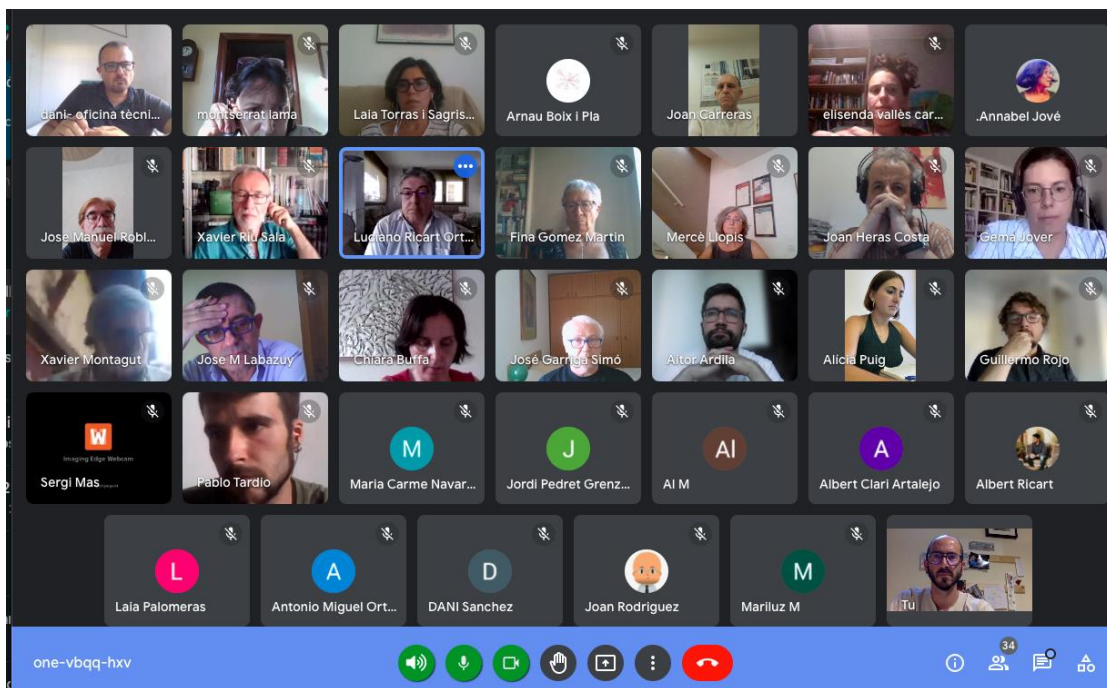 dani- oficina tècni...
montserrat lama
Laia Torras i Sagris...
Arnau Boix i Pla
Joan Carreras
elisenda vallès car...
.Annabel Jové
José Manuel Robl...
Xavier Riu Sala
Luciano Ricart Ort...
Fina Gomez Martin
Mercè Llopis
Joan Heras Costa
Gema Jover
Xavier Montagut
Jose M Labazuy
Chiara Buffa
José Garriga Simó
Aitor Ardila
Alícia Puig
Guillermo Rojo
W
Imaging Edge Webcam
Sergi Mas
Pablo Tardio
M
Maria Carme Navar...
J
Jordi Pedret Grenz...
Al
Al M
A
Albert Clari Artalejo
Albert Ricart
L
Laia Palomeras
A
Antonio Miguel Ort...
D
DANI Sanchez
Joan Rodriguez
M
Mariluz M
Tu
one-vbqq-hxv
34